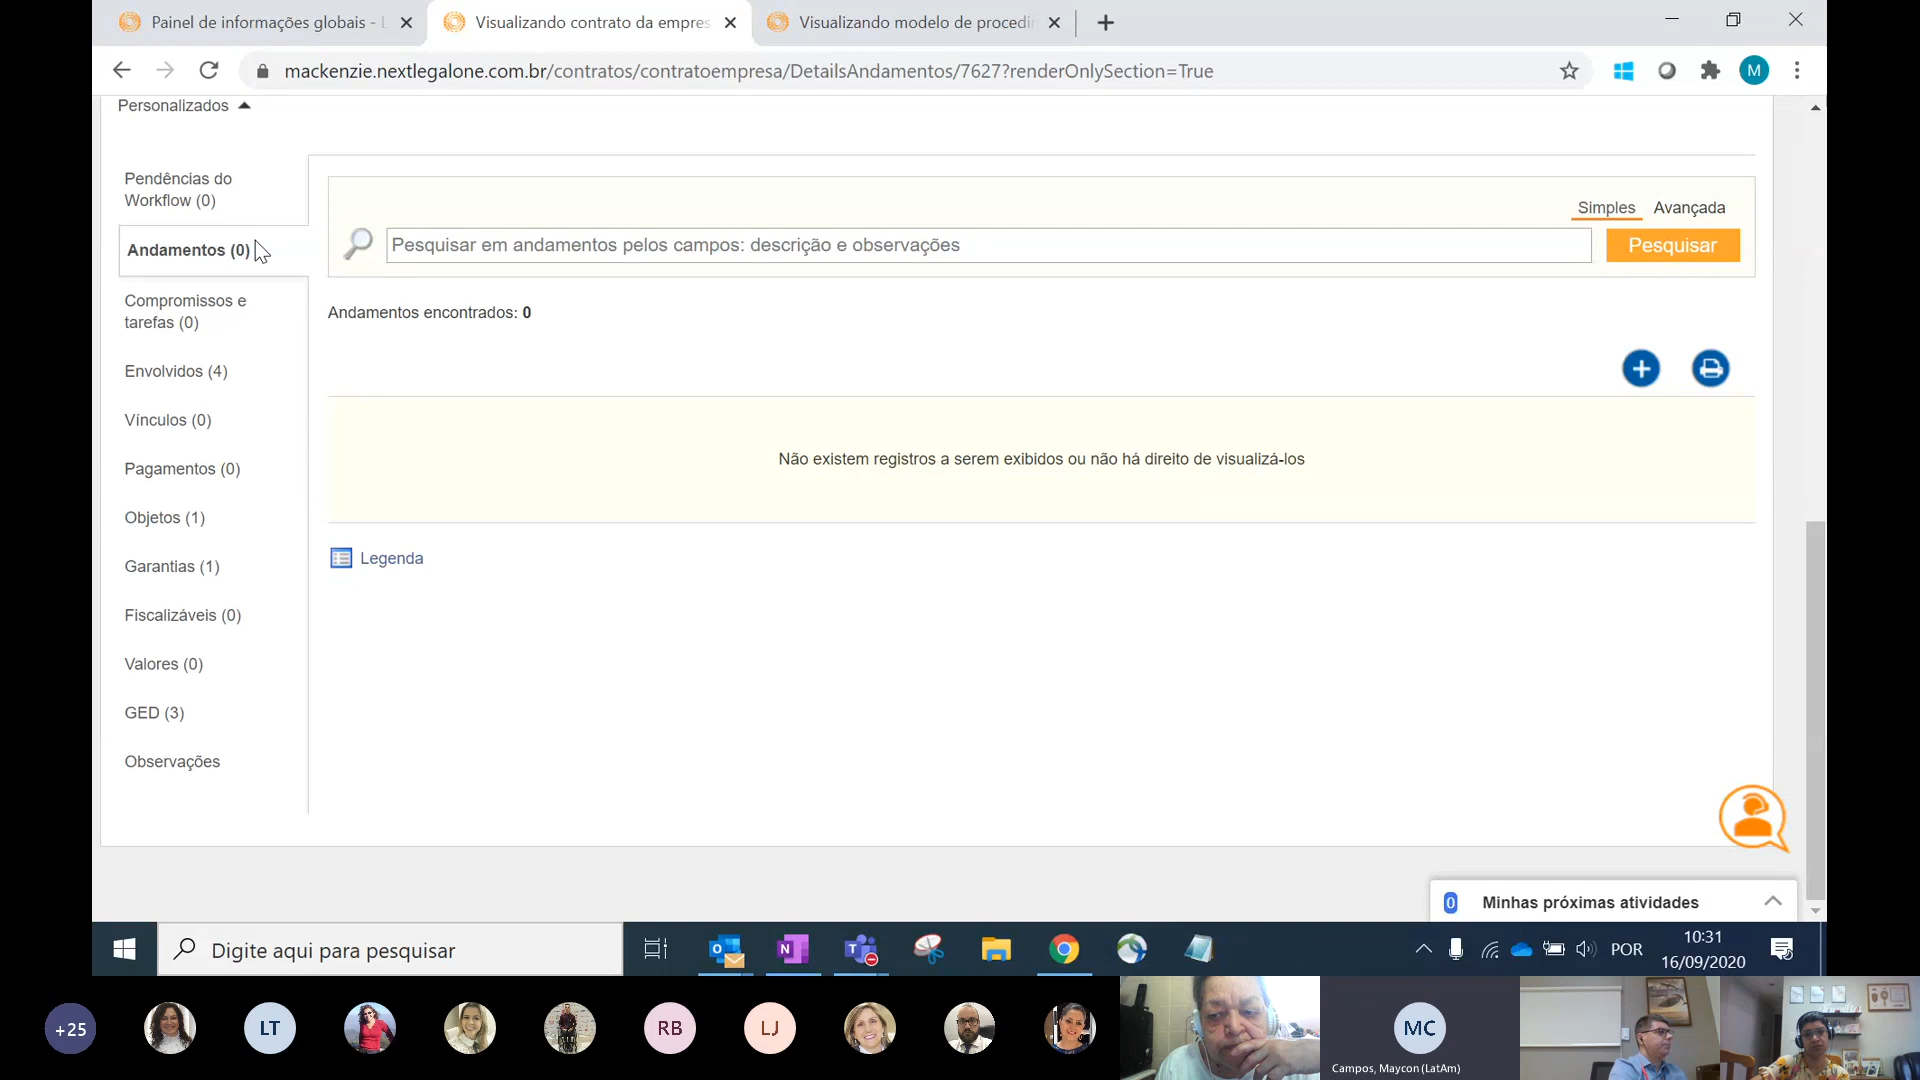 Painel de informações globais - L
Visualizando contrato da empres
Visualizando modelo de procedin
mackenzie.nextlegalone.com.br/contratos/contratoempresa/DetailsAndamentos/7627?renderOnlySection=True
M
Personalizados
Pendências do
Workflow (0)
Andamentos (0)
Compromissos e
tarefas (0)
Envolvidos (4)
Vínculos (0)
Pagamentos (0)
Objetos (1)
Garantias (1)
Fiscalizáveis (0)
Valores (0)
GED (3)
Observações
Simples Avançada
Pesquisar em andamentos pelos campos: descrição e observações
Pesquisar
Andamentos encontrados: 0
Não existem registros a serem exibidos ou não há direito de visualizá-los
Legenda
0 Minhas próximas atividades
Digite aqui para pesquisar
POR
10:31
16/09/2020
+25
LT
RB
LJ
MC
Campos, Maycon (LatAm)